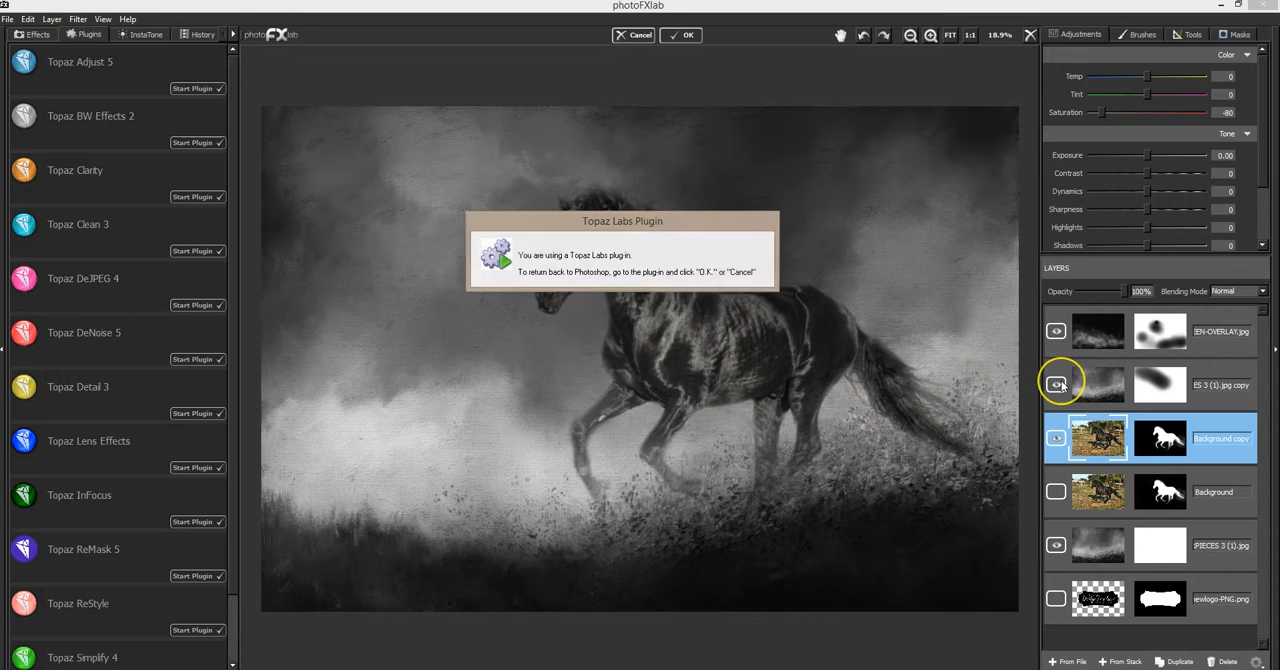 photoFXlab
File Edit Layer Filter View Help
Effects Plugins InstaTone History
photoFXlab
Cancel OK
FIT 1:1 18.9%
Adjustments Brushes Tools Masks
Topaz Adjust 5
Start Plugin
Topaz BW Effects 2
Start Plugin
Topaz Clarity
Start Plugin
Topaz Clean 3
Start Plugin
Topaz DeJPEG 4
Start Plugin
Topaz DeNoise 5
Start Plugin
Topaz Detail 3
Start Plugin
Topaz Lens Effects
Start Plugin
Topaz InFocus
Start Plugin
Topaz ReMask 5
Start Plugin
Topaz ReStyle
Start Plugin
Topaz Simplify 4
Topaz Labs Plugin
You are using a Topaz Labs plug-in.
To return back to Photoshop, go to the plug-in and click "O.K." or "Cancel"
Color
Temp 0
Tint 0
Saturation -80
Tone
Exposure 0.00
Contrast 0
Dynamics 0
Sharpness 0
Highlights 0
Shadows 0
LAYERS
Opacity 100% Blending Mode Normal
EEN-OVERLAY.jpg
ES 3 (1).jpg copy
Background copy
Background
PIECES 3 (1).jpg
ewlogo-PNG.png
From File From Stack Duplicate Delete